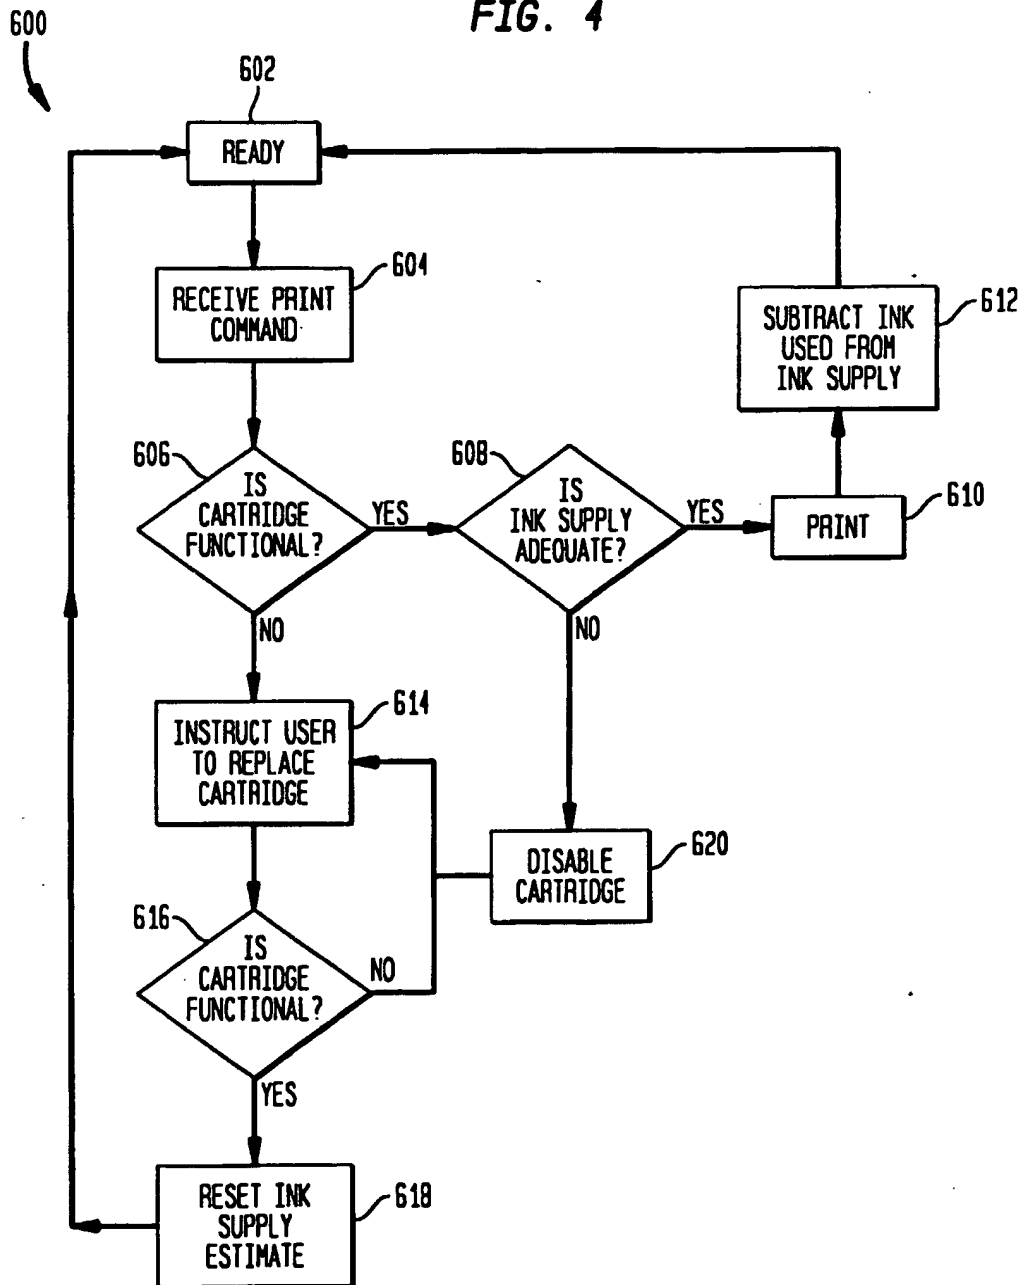 FIG. 4
600
602
READY
604
RECEIVE PRINT
COMMAND
612
SUBTRACT INK
USED FROM
INK SUPPLY
606
IS
CARTRIDGE
FUNCTIONAL?
YES
608
IS
INK SUPPLY
ADEQUATE?
YES
610
PRINT
NO
NO
614
INSTRUCT USER
TO REPLACE
CARTRIDGE
620
DISABLE
CARTRIDGE
616
IS
CARTRIDGE
FUNCTIONAL?
NO
YES
618
RESET INK
SUPPLY
ESTIMATE